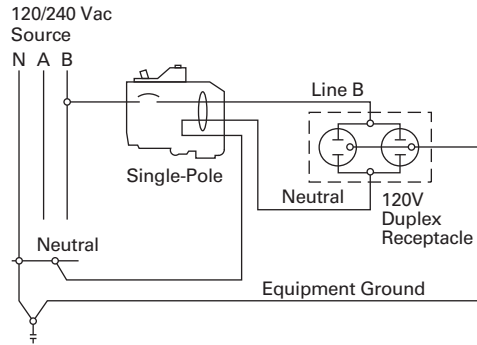 120/240 Vac
Source
N A B
Line B
Single-Pole
Neutral
120V
Duplex
Receptacle
Neutral
Equipment Ground